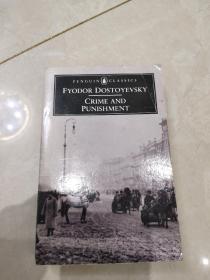 PENGUIN CLASSICS
FYODOR DOSTOYEVSKY
CRIME AND
PUNISHMENT